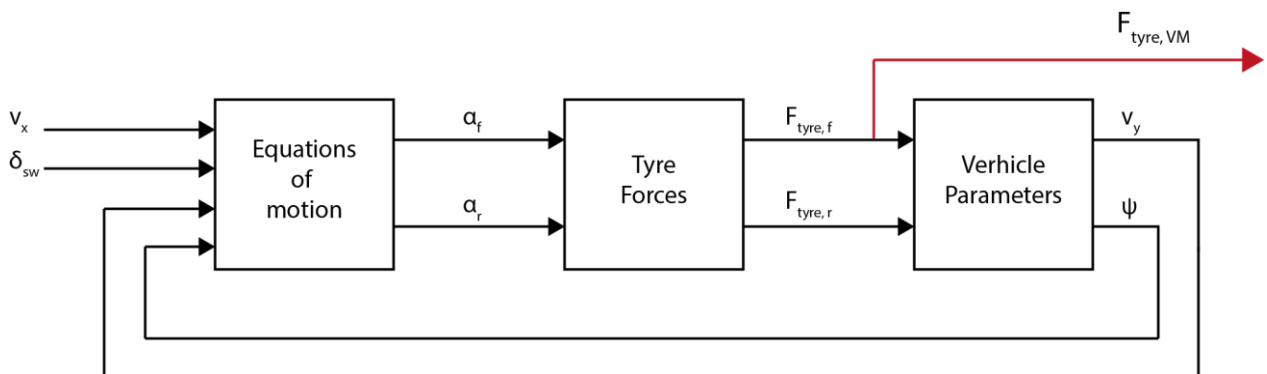 F_tyre, VM
v_x
δ_sw
Equations
of
motion
α_f
α_r
Tyre
Forces
F_tyre, f
F_tyre, r
Verhicle
Parameters
v_y
ψ